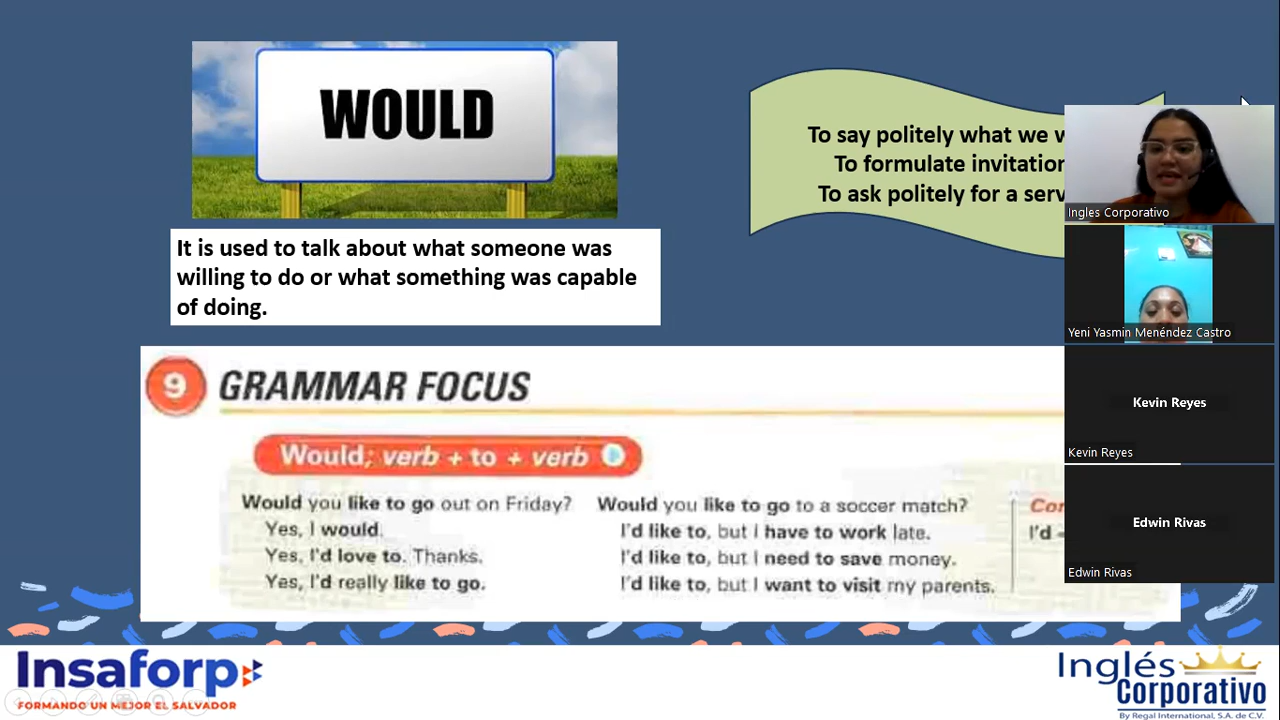 WOULD
To say politely what we
To formulate
To ask politely for a
It is used to talk about what someone was
willing to do or what something was capable
of doing.
9 GRAMMAR FOCUS
Would; verb + to + verb
Would you like to go out on Friday?
Yes, I would.
Yes, I'd love to. Thanks.
Yes, I'd really like to go.
Would you like to go to a soccer match?
I'd like to, but I have to work late.
I'd like to, but I need to save money.
I'd like to, but I want to visit my parents.
I'd =
Ingles Corporativo
Yeni Yasmin Menéndez Castro
Kevin Reyes
Kevin Reyes
Edwin Rivas
Edwin Rivas
Insaforp
FORMANDO UN MEJOR EL SALVADOR
Inglés
Corporativo
By Regal International, S.A. de C.V.